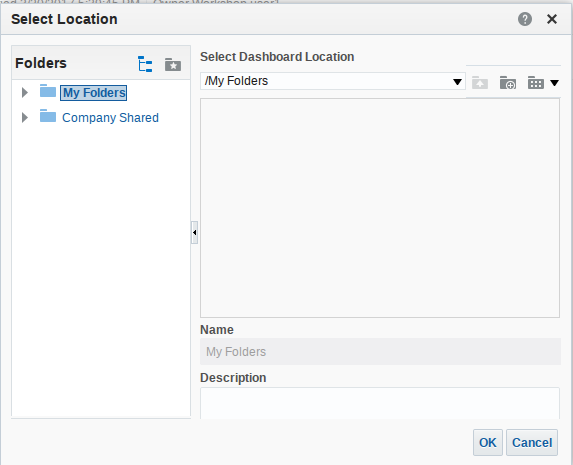 Select Location
Folders
My Folders
Company Shared
Select Dashboard Location
/My Folders
Name
My Folders
Description
OK
Cancel